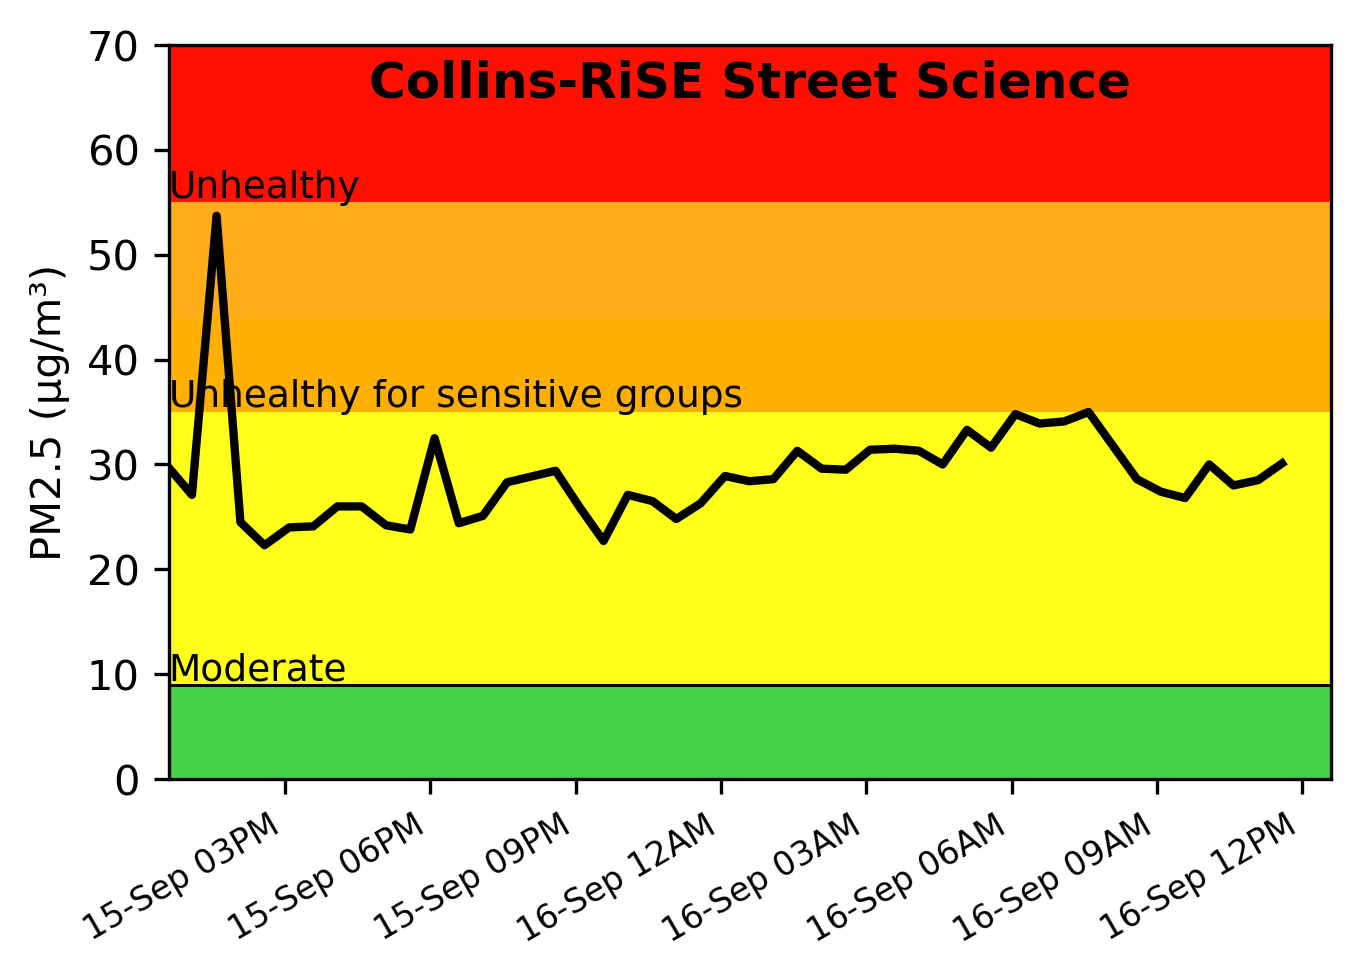 Collins-RiSE Street Science
70
60
50
40
30
20
10
0
PM2.5 (µg/m³)
Unhealthy
Unhealthy for sensitive groups
Moderate
15-Sep 03PM
15-Sep 06PM
15-Sep 09PM
16-Sep 12AM
16-Sep 03AM
16-Sep 06AM
16-Sep 09AM
16-Sep 12PM